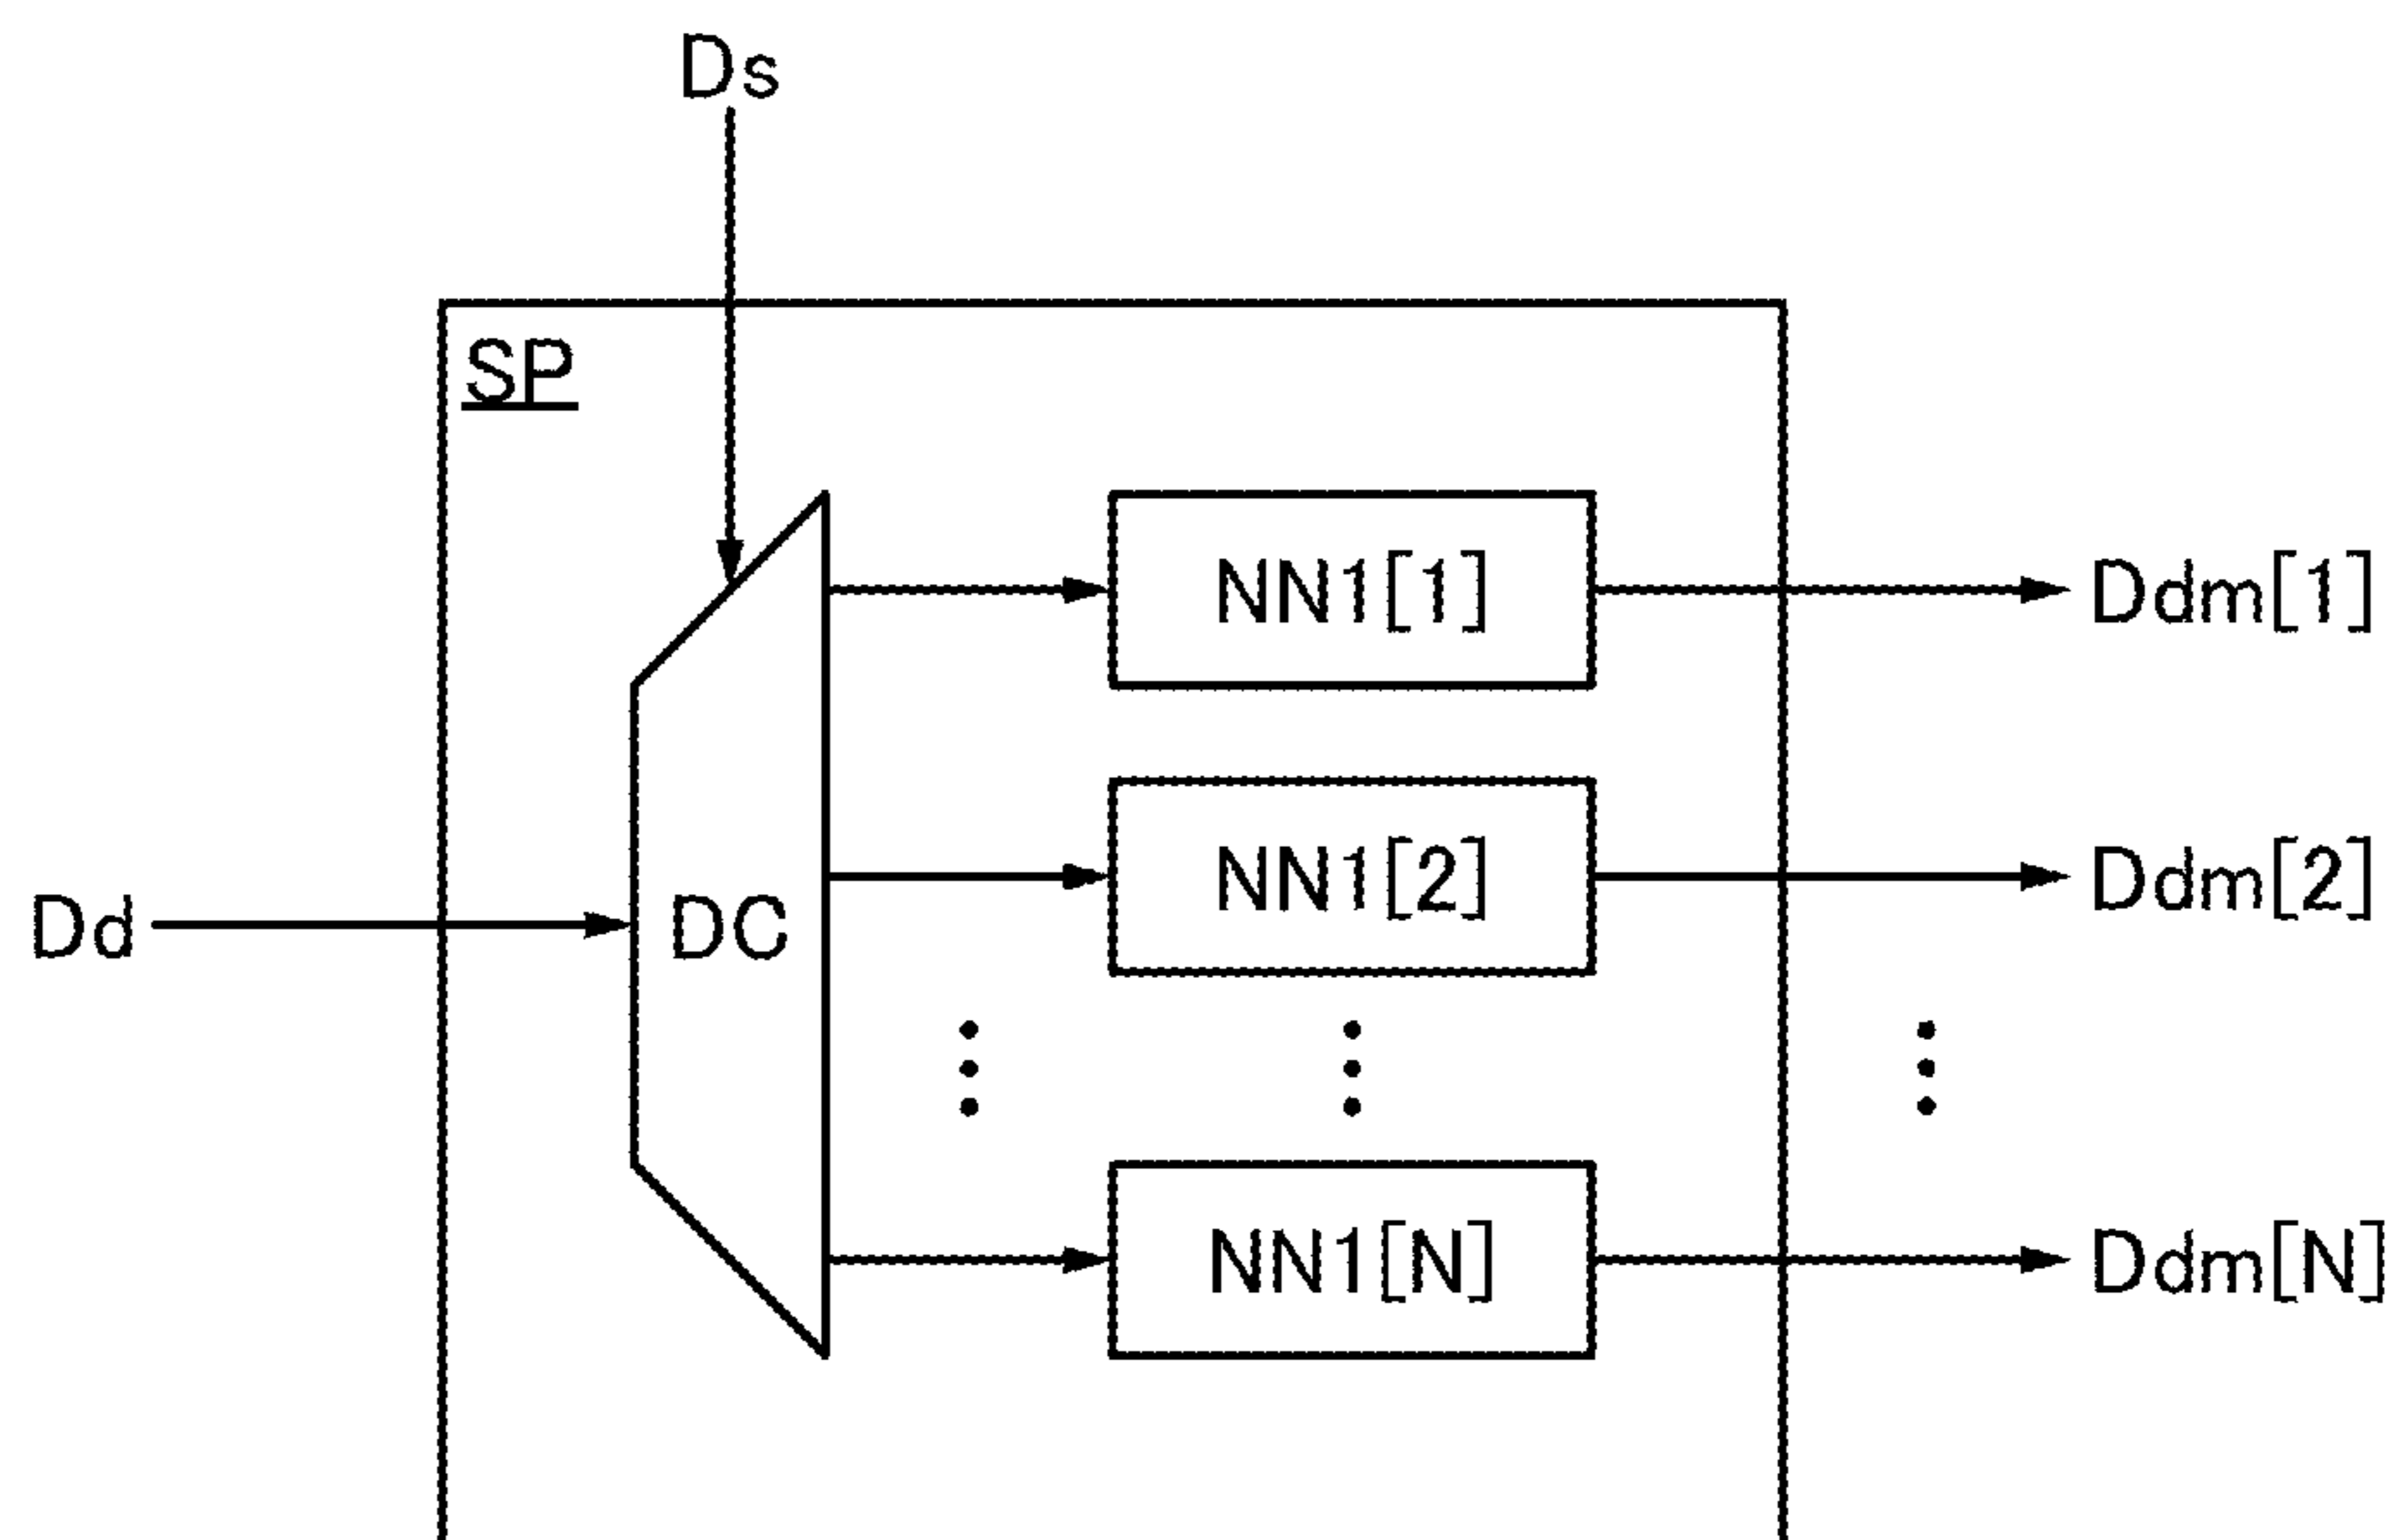 Ds
SP
NN1[1]
Ddm[1]
NN1[2]
Ddm[2]
Dd
DC
NN1[N]
Ddm[N]